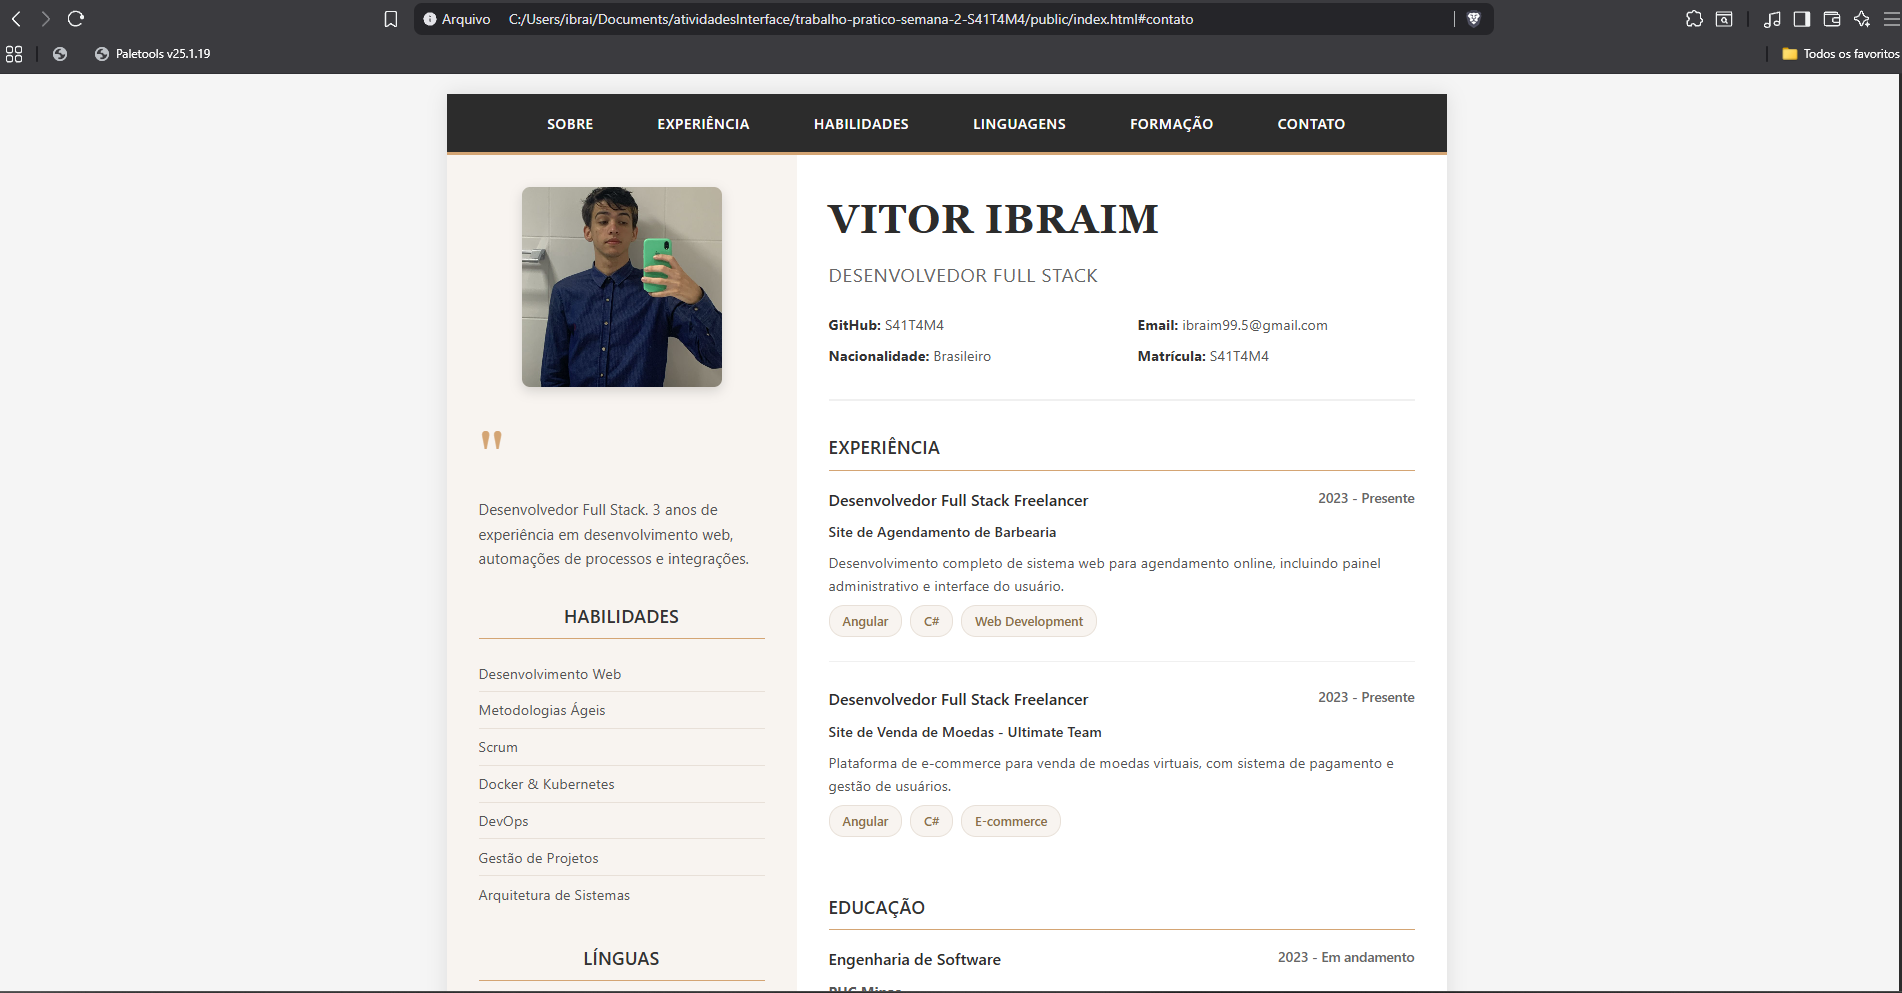 Arquivo
C:/Users/ibrai/Documents/atividadesInterface/trabalho-pratico-semana-2-S41T4M4/public/index.html#contato
Paletools v25.1.19
Todos os favoritos
SOBRE
EXPERIÊNCIA
HABILIDADES
LINGUAGENS
FORMAÇÃO
CONTATO
"
Desenvolvedor Full Stack. 3 anos de
experiência em desenvolvimento web,
automações de processos e integrações.
HABILIDADES
Desenvolvimento Web
Metodologias Ágeis
Scrum
Docker & Kubernetes
DevOps
Gestão de Projetos
Arquitetura de Sistemas
LÍNGUAS
VITOR IBRAIM
DESENVOLVEDOR FULL STACK
GitHub: S41T4M4
Email: ibraim99.5@gmail.com
Nacionalidade: Brasileiro
Matrícula: S41T4M4
EXPERIÊNCIA
Desenvolvedor Full Stack Freelancer
2023 - Presente
Site de Agendamento de Barbearia
Desenvolvimento completo de sistema web para agendamento online, incluindo painel
administrativo e interface do usuário.
Angular
C#
Web Development
Desenvolvedor Full Stack Freelancer
2023 - Presente
Site de Venda de Moedas - Ultimate Team
Plataforma de e-commerce para venda de moedas virtuais, com sistema de pagamento e
gestão de usuários.
Angular
C#
E-commerce
EDUCAÇÃO
Engenharia de Software
2023 - Em andamento
PUC Minas